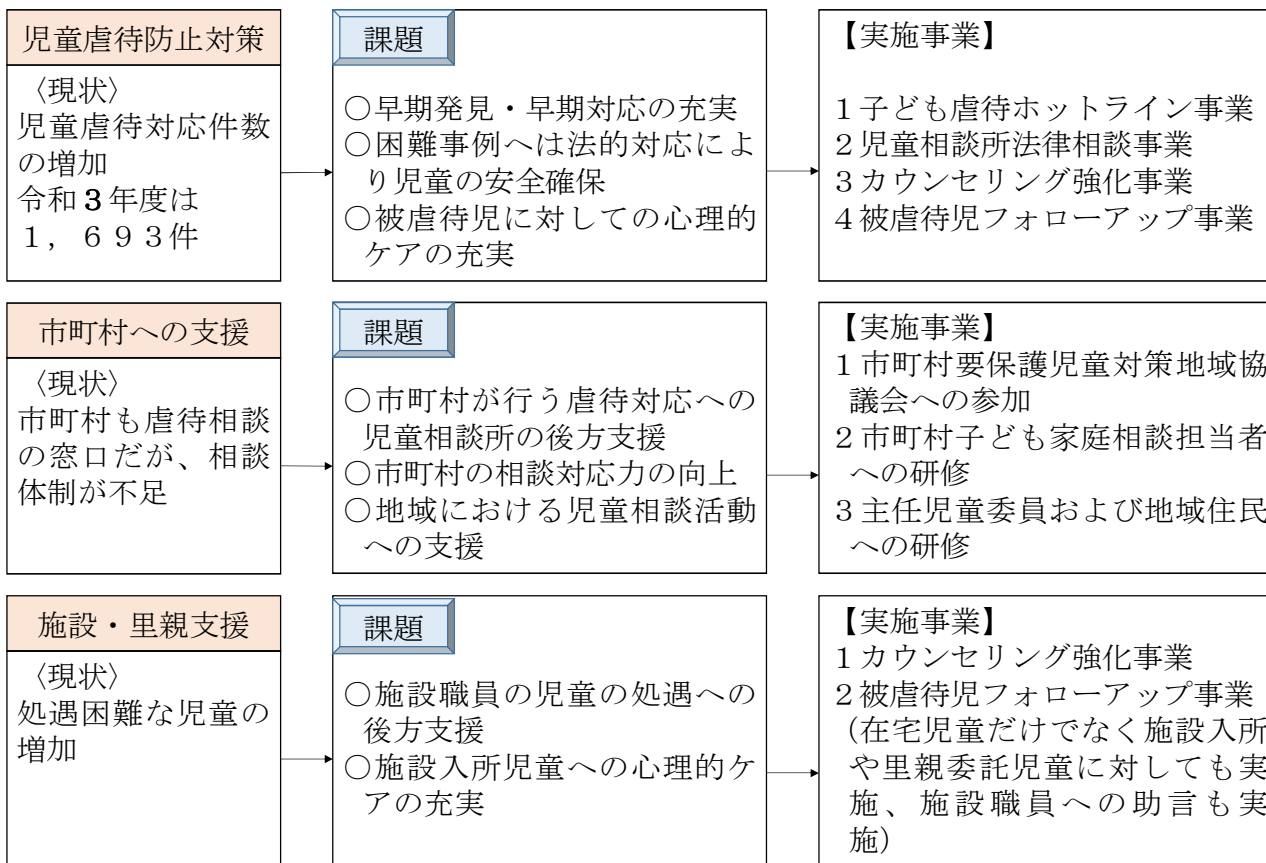 児童虐待防止対策
〈現状〉
児童虐待対応件数
の増加
令和3年度は
1，693件
課題
○早期発見・早期対応の充実
○困難事例へは法的対応によ
り児童の安全確保
○被虐待児に対しての心理的
ケアの充実
【実施事業】
1子ども虐待ホットライン事業
2児童相談所法律相談事業
3カウンセリング強化事業
4被虐待児フォローアップ事業
市町村への支援
〈現状〉
市町村も虐待相談
の窓口だが、相談
体制が不足
課題
○市町村が行う虐待対応への
児童相談所の後方支援
○市町村の相談対応力の向上
○地域における児童相談活動
への支援
【実施事業】
1市町村要保護児童対策地域協
議会への参加
2市町村子ども家庭相談担当者
への研修
3主任児童委員および地域住民
への研修
施設・里親支援
〈現状〉
処遇困難な児童の
増加
課題
○施設職員の児童の処遇への
後方支援
○施設入所児童への心理的ケ
アの充実
【実施事業】
1カウンセリング強化事業
2被虐待児フォローアップ事業
(在宅児童だけでなく施設入所
や里親委託児童に対しても実
施、施設職員への助言も実
施)